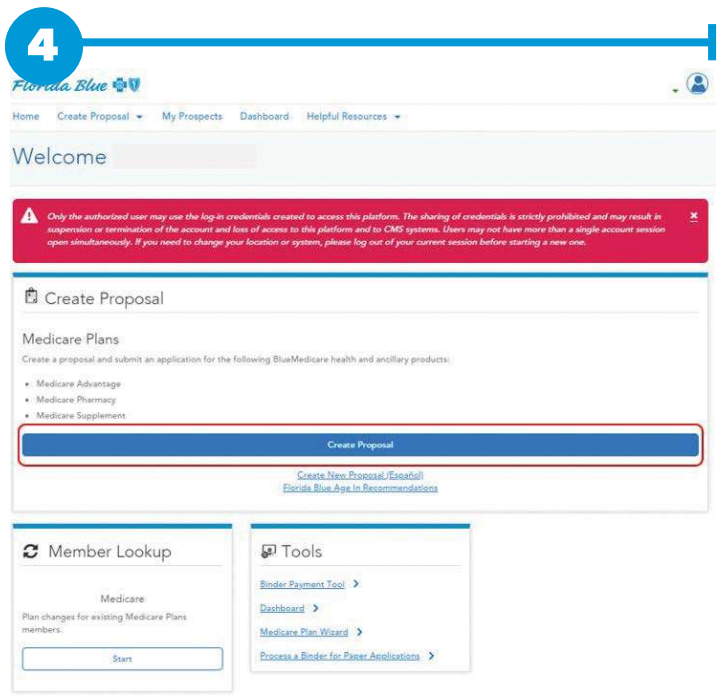 4
Florida Blue
Home Create Proposal My Prospects Dashboard Helpful Resources
Welcome
Only the authorized user may use the log-in credentials created to access this platform. The sharing of credentials is strictly prohibited and may result in
suspension or termination of the account and loss of access to this platform and to CMS systems. Users may not have more than a single account session
open simultaneously. If you need to change your location or system, please log out of your current session before starting a new one.
x
Create Proposal
Medicare Plans
Create a proposal and submit an application for the following BlueMedicare health and ancillary products:
• Medicare Advantage
• Medicare Pharmacy
• Medicare Supplement
Create Proposal
Create New Proposal (Español)
Florida Blue Age In Recommendations
Member Lookup
Medicare
Plan changes for existing Medicare Plans
members.
Start
Tools
Binder Payment Tool >
Dashboard >
Medicare Plan Wizard >
Process a Binder for Paper Applications >